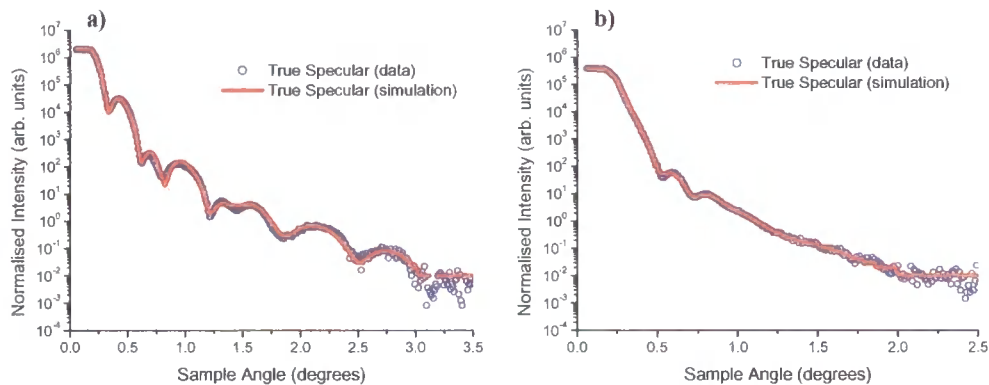 a)
10^7
10^6
10^5
10^4
10^3
10^2
10^1
10^0
10^-1
10^-2
10^-3
10^-4
Normalised Intensity (arb. units)
True Specular (data)
True Specular (simulation)
0.0 0.5 1.0 1.5 2.0 2.5 3.0 3.5
Sample Angle (degrees)
b)
10^7
10^6
10^5
10^4
10^3
10^2
10^1
10^0
10^-1
10^-2
10^-3
10^-4
Normalised Intensity (arb. units)
True Specular (data)
True Specular (simulation)
0.0 0.5 1.0 1.5 2.0 2.5
Sample Angle (degrees)